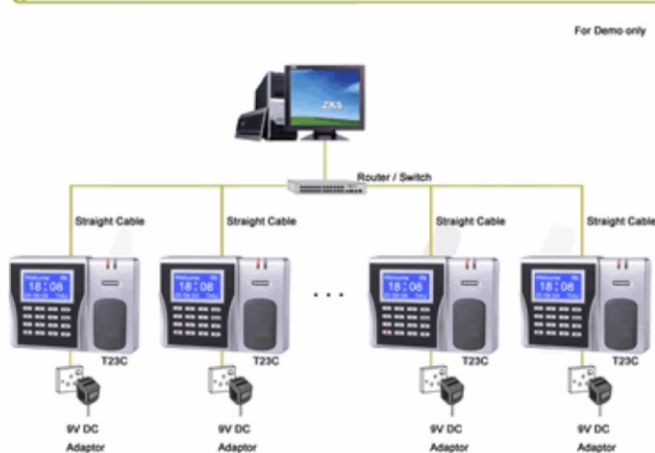 For Demo only
ZKS
Router / Switch
Straight Cable Straight Cable Straight Cable Straight Cable
Welcome
18:08
Welcome
18:08
Welcome
18:08
Welcome
18:08
T23C T23C T23C T23C
9V DC 9V DC 9V DC 9V DC
Adaptor Adaptor Adaptor Adaptor